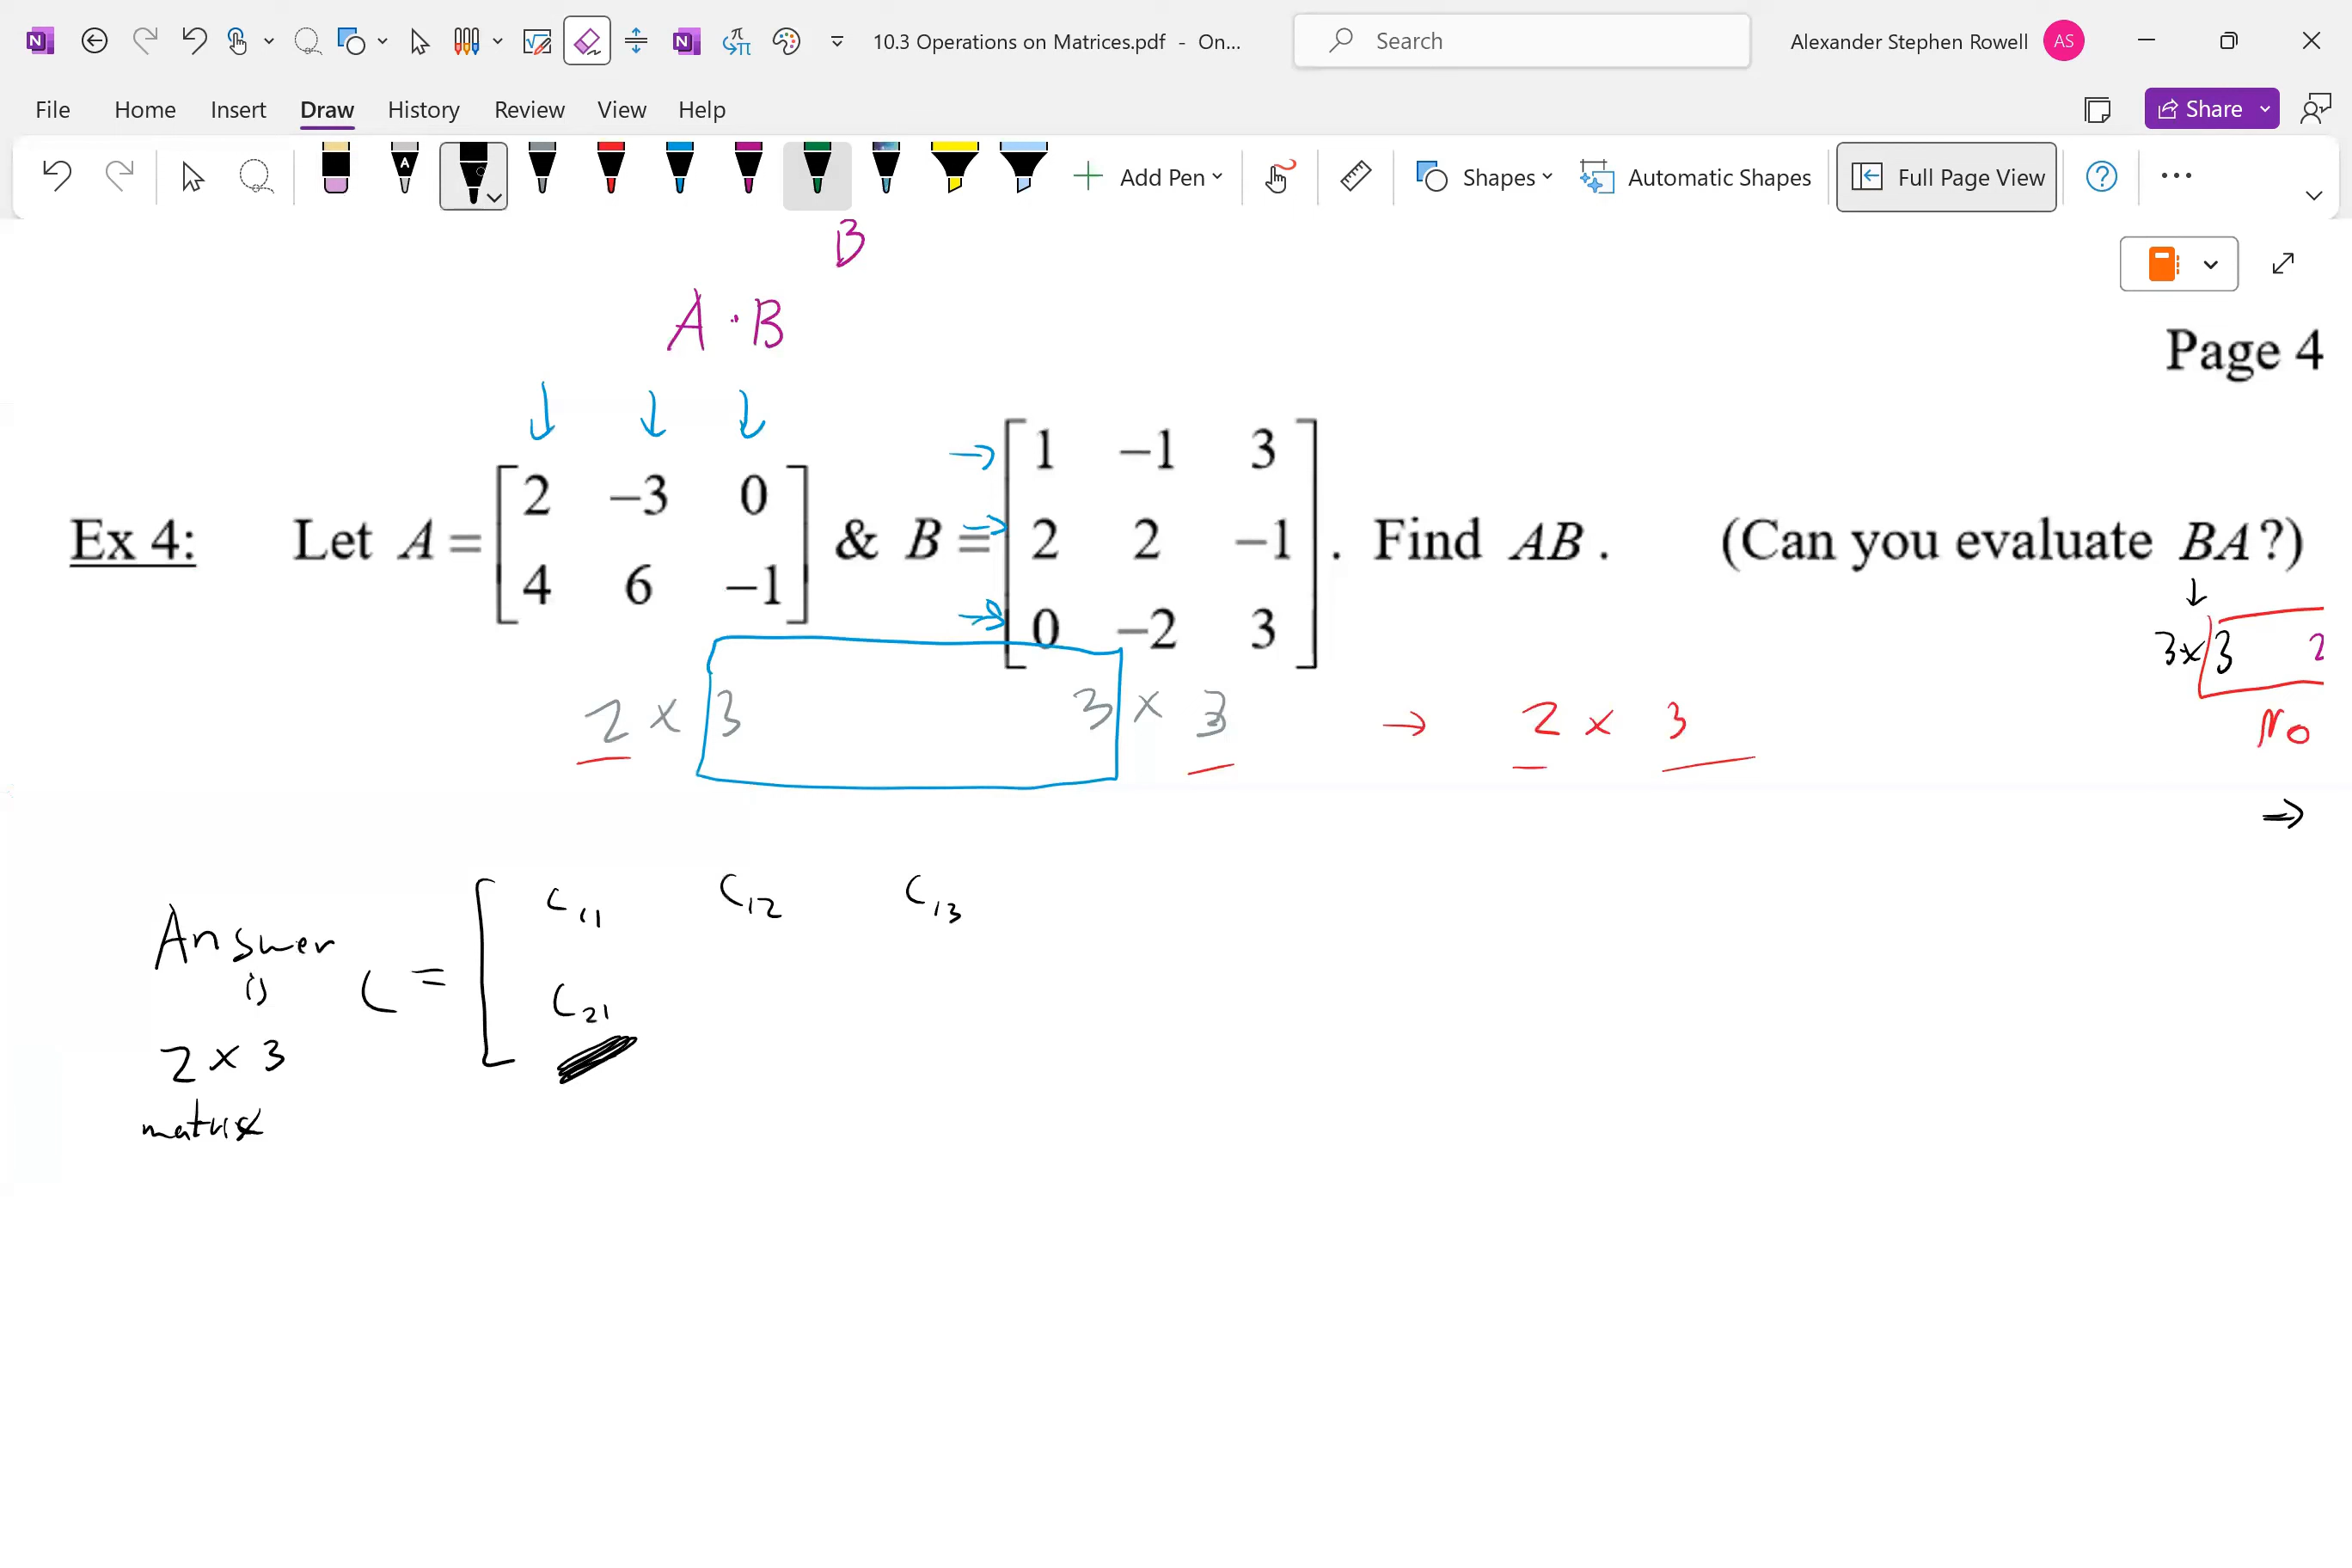 10.3 Operations on Matrices.pdf - On...
Search
Alexander Stephen Rowell
AS
File Home Insert Draw History Review View Help
Share
Add Pen
Shapes
Automatic Shapes
Full Page View
B
A · B
Page 4
↓ ↓ ↓
Ex 4: Let A = [2 −3 0; 4 6 −1] & B = [1 −1 3; 2 2 −1; 0 −2 3]. Find AB. (Can you evaluate BA?)
↓
3 x 3 2
No
2 x 3 3 x 3 → 2 x 3
→
Answer
is
2 x 3
matrix
C = [
C11 C12 C13
C21